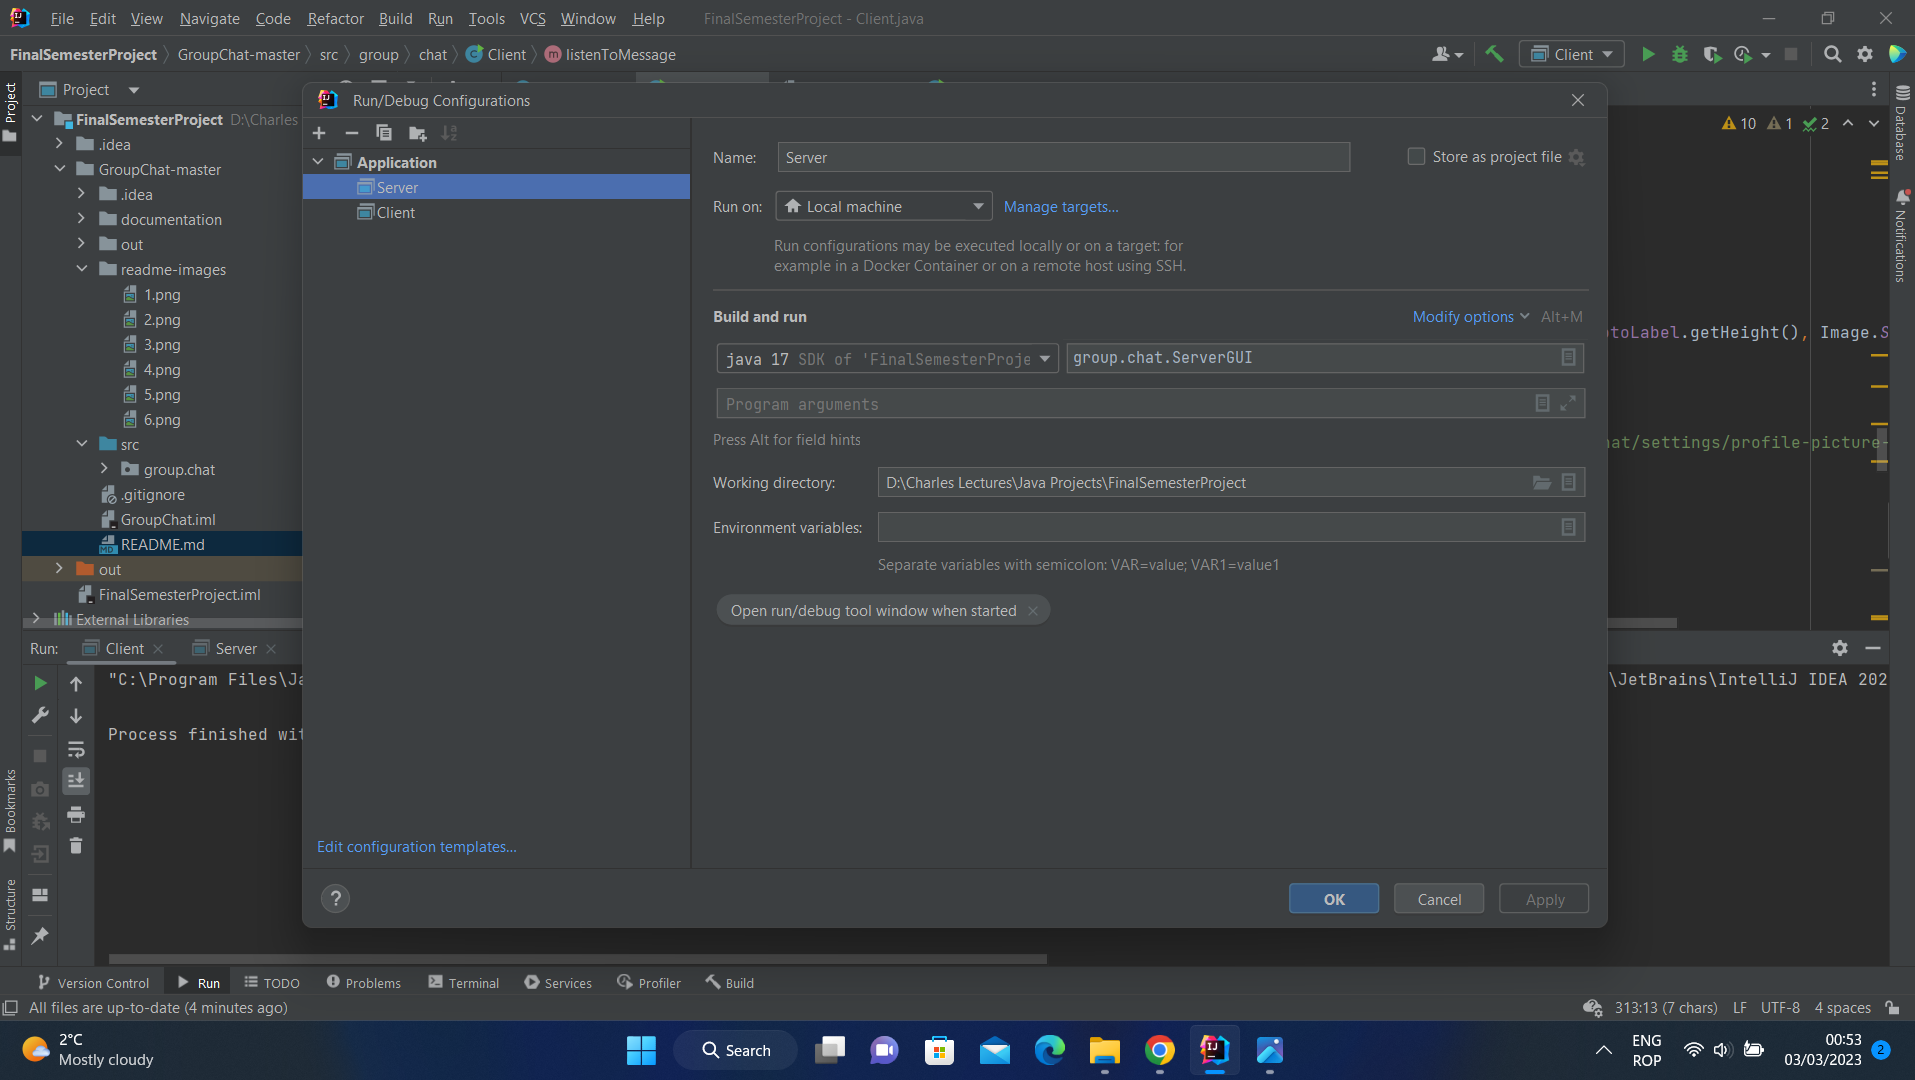 File Edit View Navigate Code Refactor Build Run Tools VCS Window Help FinalSemesterProject - Client.java
FinalSemesterProject GroupChat-master src group chat Client listenToMessage Client
Project
Project
FinalSemesterProject D:\Charles
.idea
GroupChat-master
.idea
documentation
out
readme-images
1.png
2.png
3.png
4.png
5.png
6.png
src
group.chat
.gitignore
GroupChat.iml
README.md
out
FinalSemesterProject.iml
External Libraries
Run/Debug Configurations
Application
Server
Client
Edit configuration templates...
Name: Server Store as project file
Run on: Local machine Manage targets...
Run configurations may be executed locally or on a target: for
example in a Docker Container or on a remote host using SSH.
Build and run Modify options Alt+M
java 17 SDK of 'FinalSemesterProje group.chat.ServerGUI
Program arguments
Press Alt for field hints
Working directory: D:\Charles Lectures\Java Projects\FinalSemesterProject
Environment variables:
Separate variables with semicolon: VAR=value; VAR1=value1
Open run/debug tool window when started
? OK Cancel Apply
10 1 2
toLabel.getHeight(), Image.S
hat/settings/profile-picture-
Database
Notifications
Run: Client Server
"C:\Program Files\Ja \JetBrains\IntelliJ IDEA 202
Process finished wit
Bookmarks
Structure
Version Control Run TODO Problems Terminal Services Profiler Build
All files are up-to-date (4 minutes ago) 313:13 (7 chars) LF UTF-8 4 spaces
2°C
Mostly cloudy
Search
ENG
ROP
00:53
03/03/2023
2